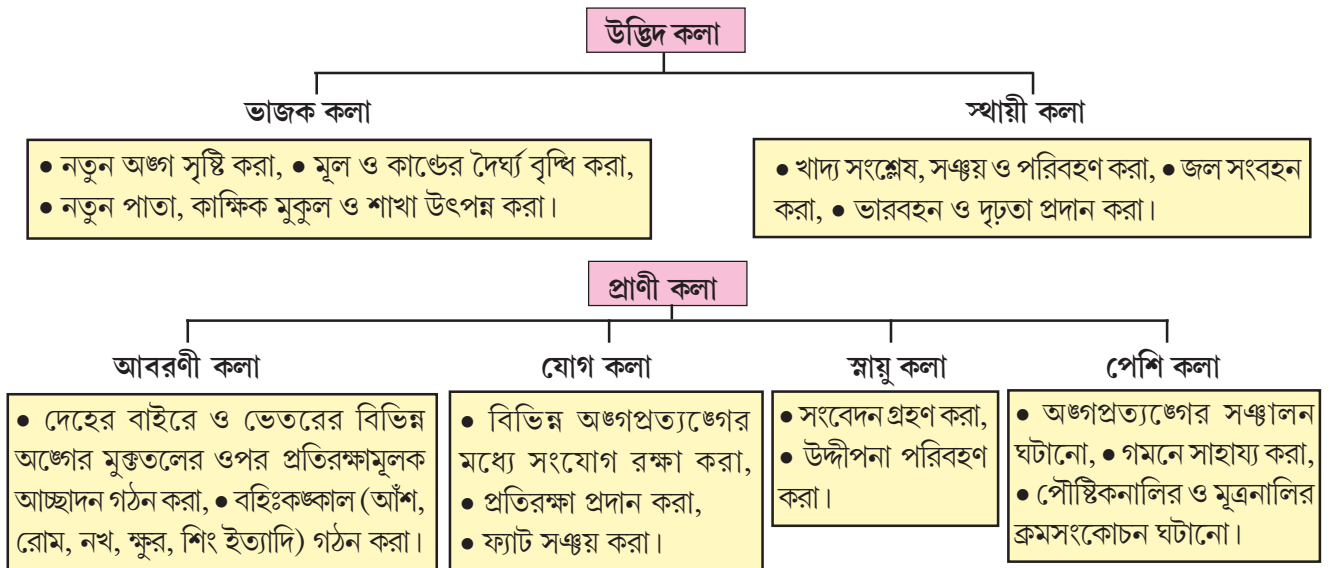 উদ্ভিদ কলা
ভাজক কলা
● নতুন অঙ্গ সৃষ্টি করা, ● মূল ও কাণ্ডের দৈর্ঘ্য বৃদ্ধি করা,
● নতুন পাতা, কাক্ষিক মুকুল ও শাখা উৎপন্ন করা।
স্থায়ী কলা
● খাদ্য সংশ্লেষ, সঞ্চয় ও পরিবহণ করা, ● জল সংবহন
করা, ● ভারবহন ও দৃঢ়তা প্রদান করা।
প্রাণী কলা
আবরণী কলা
● দেহের বাইরে ও ভেতরের বিভিন্ন
অঙ্গের মুক্ততলের ওপর প্রতিরক্ষামূলক
আচ্ছাদন গঠন করা, ● বহিঃকঙ্কাল (আঁশ,
রোম, নখ, ক্ষুর, শিং ইত্যাদি) গঠন করা।
যোগ কলা
● বিভিন্ন অঙ্গপ্রত্যঙ্গের
মধ্যে সংযোগ রক্ষা করা,
● প্রতিরক্ষা প্রদান করা,
● ফ্যাট সঞ্চয় করা।
স্নায়ু কলা
● সংবেদন গ্রহণ করা,
● উদ্দীপনা পরিবহণ
করা।
পেশি কলা
● অঙ্গপ্রত্যঙ্গের সঞ্চালন
ঘটানো, ● গমনে সাহায্য করা,
● পৌষ্টিকনালির ও মূত্রনালির
ক্রমসংকোচন ঘটানো।